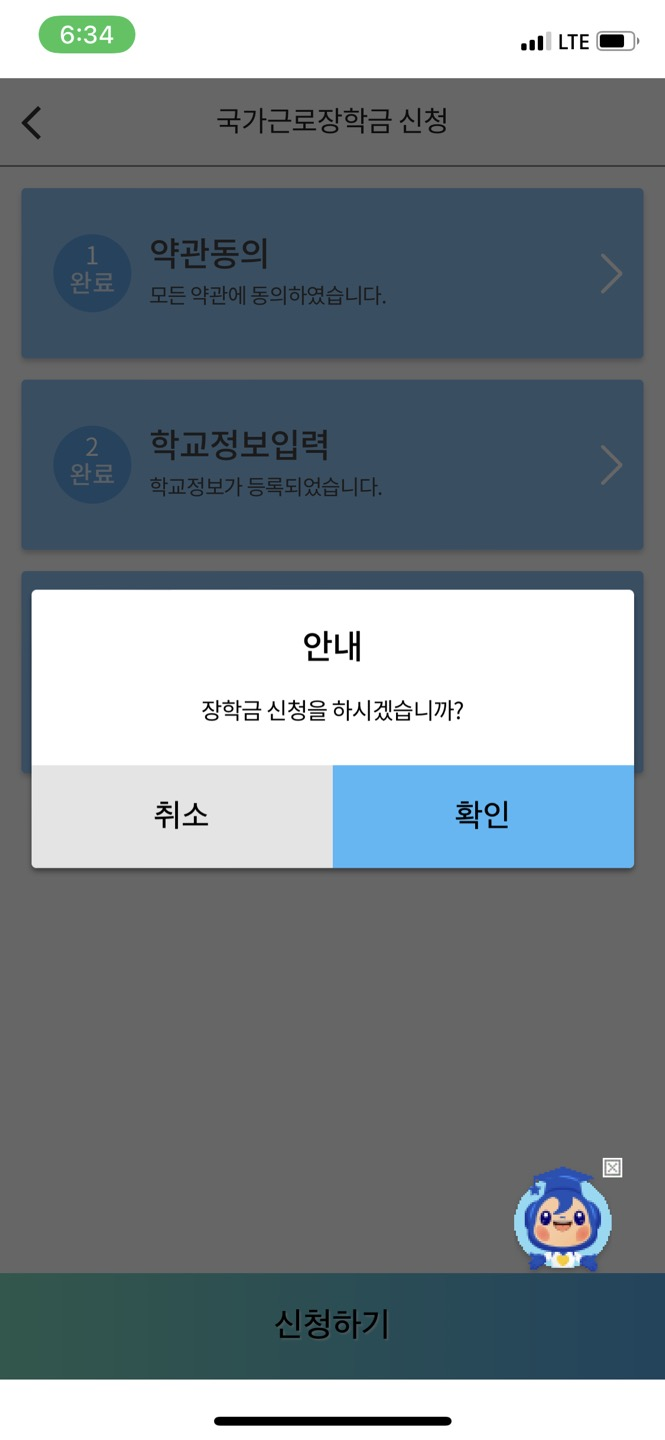 6:34
LTE
국가근로장학금 신청
1
완료
약관동의
모든 약관에 동의하였습니다.
2
완료
학교정보입력
학교정보가 등록되었습니다.
안내
장학금 신청을 하시겠습니까?
취소
확인
신청하기